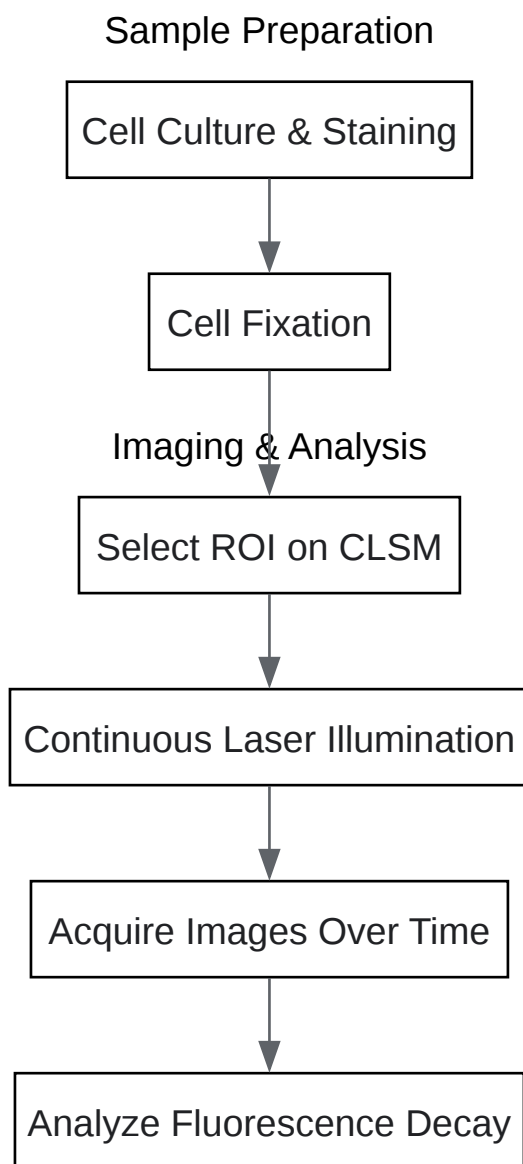 Sample Preparation
Cell Culture & Staining
Cell Fixation
Imaging & Analysis
Select ROI on CLSM
Continuous Laser Illumination
Acquire Images Over Time
Analyze Fluorescence Decay